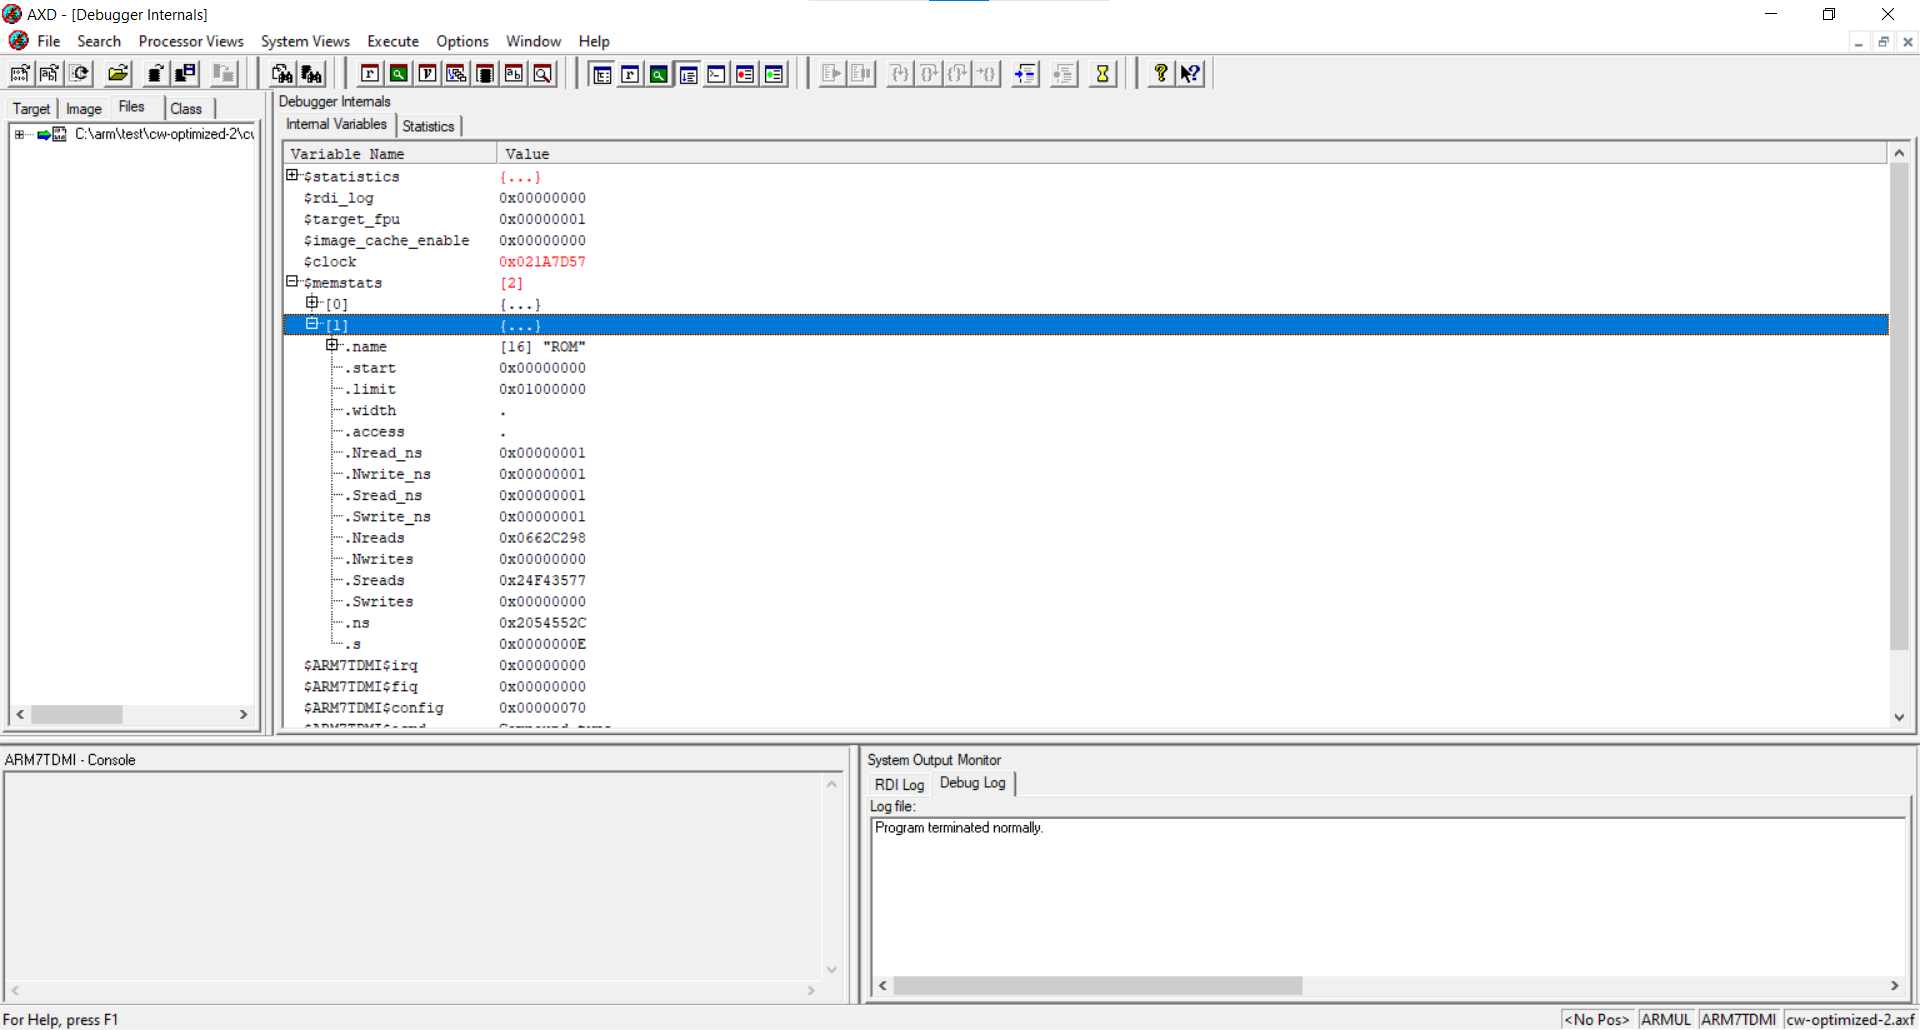 AXD - [Debugger Internals]
File Search Processor Views System Views Execute Options Window Help
Target Image Files Class
C:\arm\test\cw-optimized-2\cw
Debugger Internals
Internal Variables Statistics
Variable Name Value
$statistics {...}
$rdi_log 0x00000000
$target_fpu 0x00000001
$image_cache_enable 0x00000000
$clock 0x021A7D57
$memstats [2]
[0] {...}
[1] {...}
.name [16] "ROM"
.start 0x00000000
.limit 0x01000000
.width .
.access .
.Nread_ns 0x00000001
.Nwrite_ns 0x00000001
.Sread_ns 0x00000001
.Swrite_ns 0x00000001
.Nreads 0x0662C298
.Nwrites 0x00000000
.Sreads 0x24F43577
.Swrites 0x00000000
.ns 0x2054552C
.s 0x0000000E
$ARM7TDMI$irq 0x00000000
$ARM7TDMI$fiq 0x00000000
$ARM7TDMI$config 0x00000070
ARM7TDMI - Console
System Output Monitor
RDI Log Debug Log
Log file:
Program terminated normally.
For Help, press F1
<No Pos> ARMUL ARM7TDMI cw-optimized-2.axf